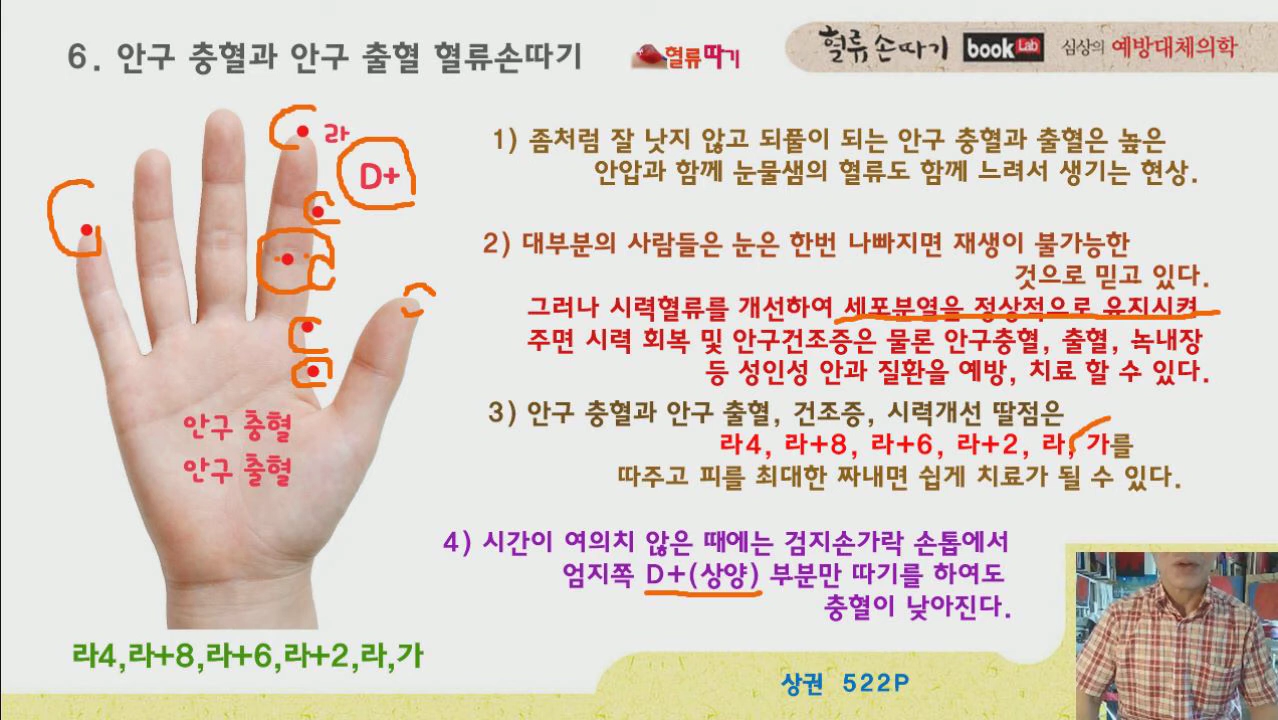 6. 안구 충혈과 안구 출혈 혈류손따기
혈류따기
혈류손따기 book Lab 심상의 예방대체의학
라
D+
안구 충혈
안구 출혈
라4,라+8,라+6,라+2,라,가
1) 좀처럼 잘 낫지 않고 되풀이 되는 안구 충혈과 출혈은 높은
안압과 함께 눈물샘의 혈류도 함께 느려서 생기는 현상.
2) 대부분의 사람들은 눈은 한번 나빠지면 재생이 불가능한
것으로 믿고 있다.
그러나 시력혈류를 개선하여 세포분열을 정상적으로 유지시켜
주면 시력 회복 및 안구건조증은 물론 안구충혈, 출혈, 녹내장
등 성인성 안과 질환을 예방, 치료 할 수 있다.
3) 안구 충혈과 안구 출혈, 건조증, 시력개선 딸점은
라4, 라+8, 라+6, 라+2, 라, 가를
따주고 피를 최대한 짜내면 쉽게 치료가 될 수 있다.
4) 시간이 여의치 않은 때에는 검지손가락 손톱에서
엄지쪽 D+(상양) 부분만 따기를 하여도
충혈이 낮아진다.
상권 522P